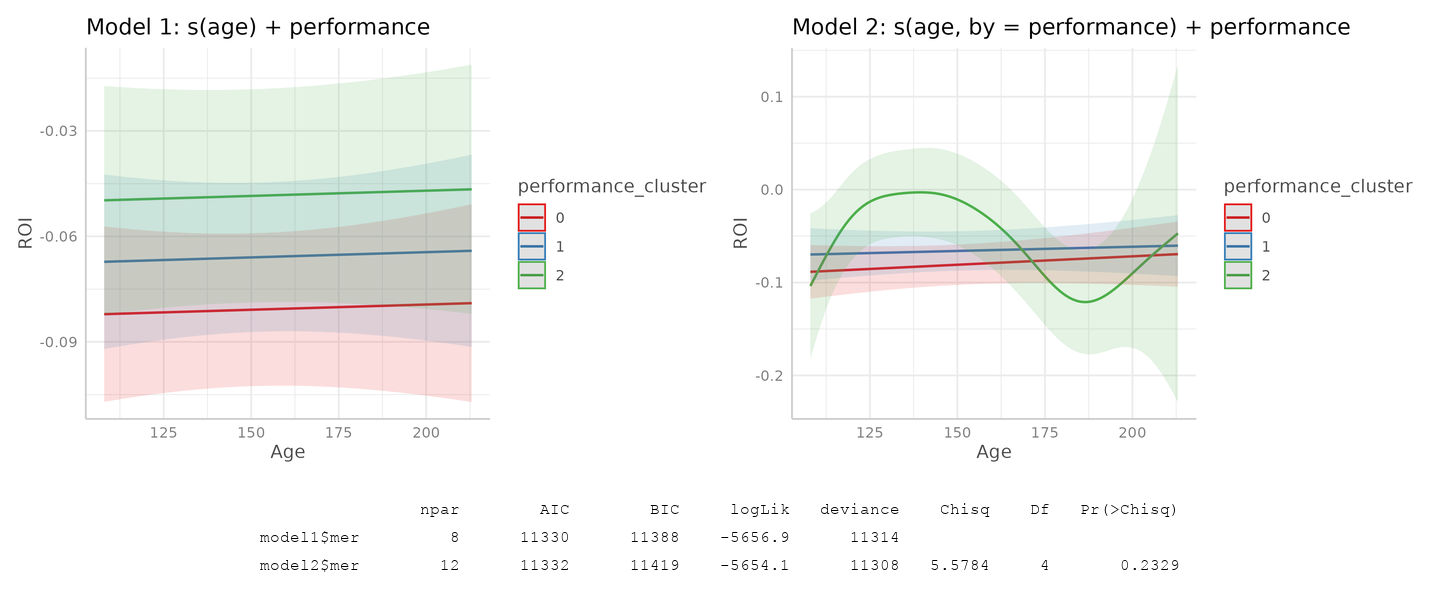 Model 1: s(age) + performance
-0.03
-0.06
-0.09
ROI
125 150 175 200
Age
performance_cluster
0
1
2
Model 2: s(age, by = performance) + performance
0.1
0.0
-0.1
-0.2
ROI
125 150 175 200
Age
performance_cluster
0
1
2
npar AIC BIC logLik deviance Chisq Df Pr(>Chisq)
model1$mer 8 11330 11388 -5656.9 11314
model2$mer 12 11332 11419 -5654.1 11308 5.5784 4 0.2329